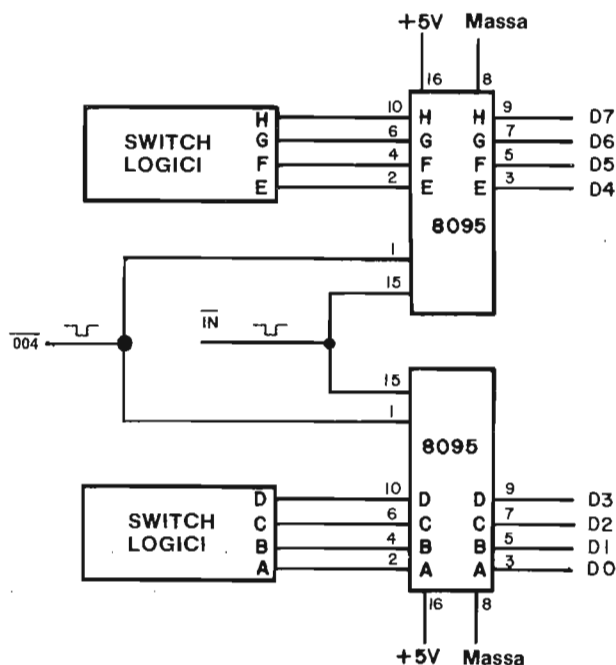 +5V Massa
16 8
SWITCH LOGICI
H 10 H H 9 D7
G 6 G G 7 D6
F 4 F F 5 D5
E 2 E E 3 D4
8095
1
15
004 IN
15
1
8095
SWITCH LOGICI
D 10 D D 9 D3
C 6 C C 7 D2
B 4 B B 5 D1
A 2 A A 3 D0
16 8
+5V Massa